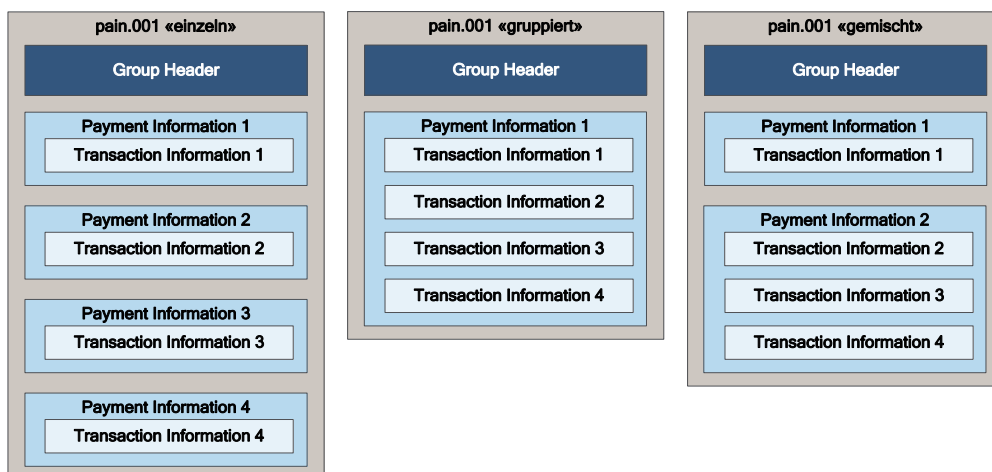 pain.001 «einzeln»
Group Header
Payment Information 1
Transaction Information 1
Payment Information 2
Transaction Information 2
Payment Information 3
Transaction Information 3
Payment Information 4
Transaction Information 4
pain.001 «gruppiert»
Group Header
Payment Information 1
Transaction Information 1
Transaction Information 2
Transaction Information 3
Transaction Information 4
pain.001 «gemischt»
Group Header
Payment Information 1
Transaction Information 1
Payment Information 2
Transaction Information 2
Transaction Information 3
Transaction Information 4